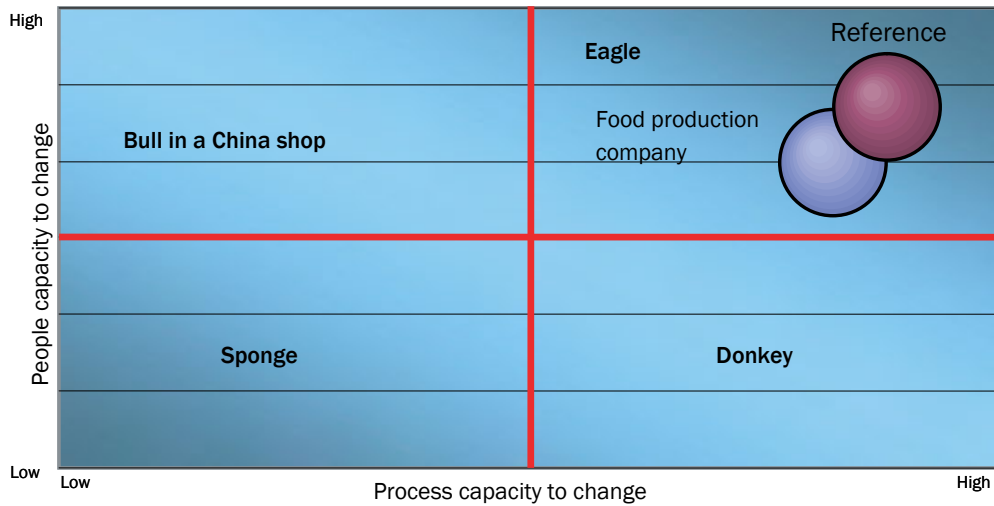 High
Reference
Eagle
Food production
company
Bull in a China shop
People capacity to change
Sponge
Donkey
Low
Low
High
Process capacity to change